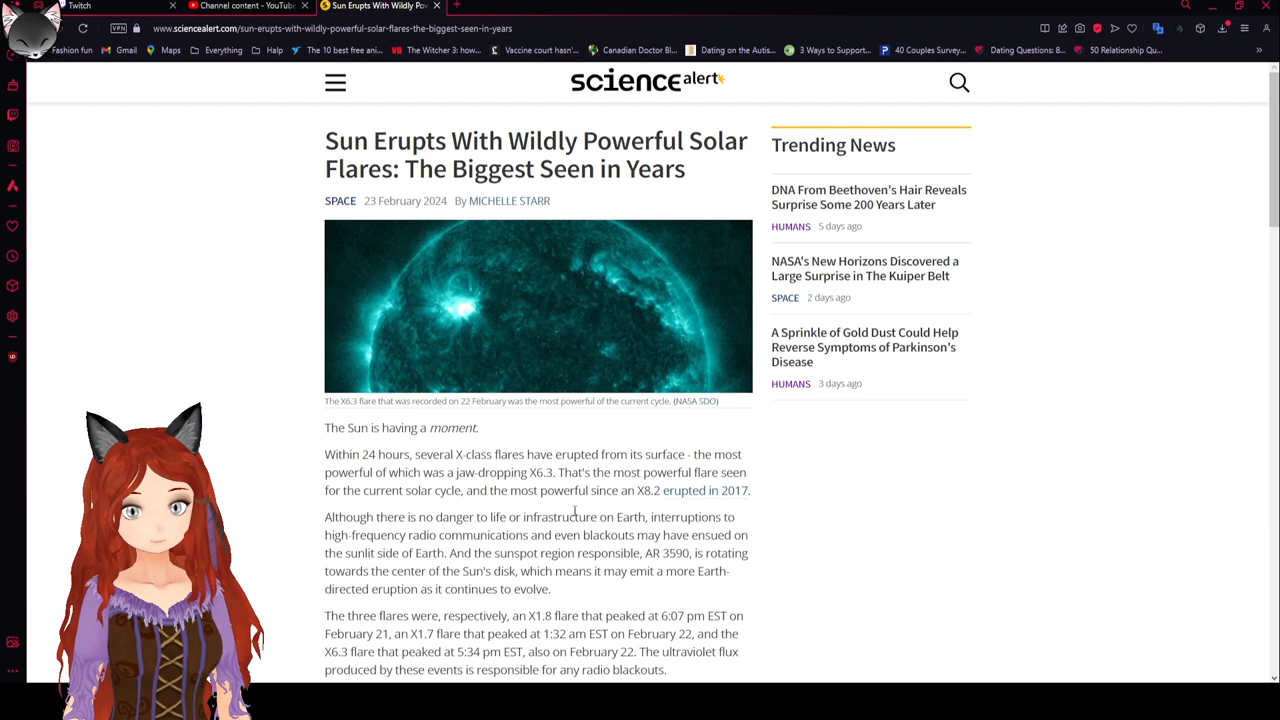 Twitch
Channel content - YouTube
Sun Erupts With Wildly Pow
VPN
www.sciencealert.com/sun-erupts-with-wildly-powerful-solar-flares-the-biggest-seen-in-years
Fashion fun
Gmail
Maps
Everything
Halp
The 10 best free ani...
The Witcher 3: how...
Vaccine court hasn'...
Canadian Doctor Bl...
Dating on the Autis...
3 Ways to Support...
40 Couples Survey...
Dating Questions: 8...
50 Relationship Qu...
science alert
Sun Erupts With Wildly Powerful Solar
Flares: The Biggest Seen in Years
SPACE 23 February 2024 By MICHELLE STARR
The X6.3 flare that was recorded on 22 February was the most powerful of the current cycle. (NASA SDO)
The Sun is having a moment.
Within 24 hours, several X-class flares have erupted from its surface - the most
powerful of which was a jaw-dropping X6.3. That's the most powerful flare seen
for the current solar cycle, and the most powerful since an X8.2 erupted in 2017.
Although there is no danger to life or infrastructure on Earth, interruptions to
high-frequency radio communications and even blackouts may have ensued on
the sunlit side of Earth. And the sunspot region responsible, AR 3590, is rotating
towards the center of the Sun's disk, which means it may emit a more Earth-
directed eruption as it continues to evolve.
The three flares were, respectively, an X1.8 flare that peaked at 6:07 pm EST on
February 21, an X1.7 flare that peaked at 1:32 am EST on February 22, and the
X6.3 flare that peaked at 5:34 pm EST, also on February 22. The ultraviolet flux
produced by these events is responsible for any radio blackouts.
Trending News
DNA From Beethoven's Hair Reveals
Surprise Some 200 Years Later
HUMANS 5 days ago
NASA's New Horizons Discovered a
Large Surprise in The Kuiper Belt
SPACE 2 days ago
A Sprinkle of Gold Dust Could Help
Reverse Symptoms of Parkinson's
Disease
HUMANS 3 days ago